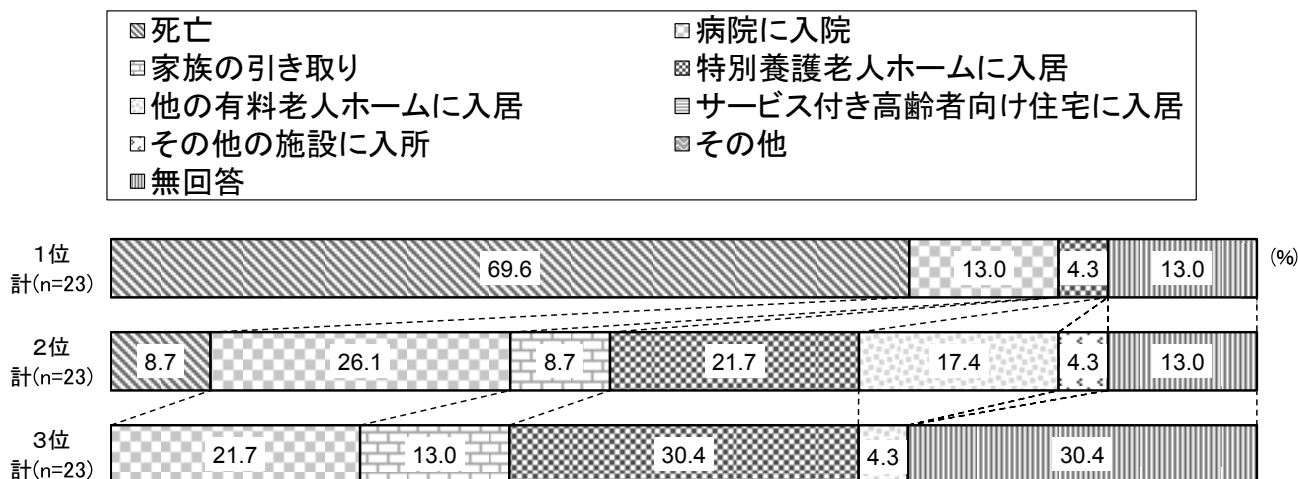 死亡 病院に入院
家族の引き取り 特別養護老人ホームに入居
他の有料老人ホームに入居 サービス付き高齢者向け住宅に入居
その他の施設に入所 その他
無回答
1位
計(n=23)
69.6 13.0 4.3 13.0
(%)
2位
計(n=23)
8.7 26.1 8.7 21.7 17.4 4.3 13.0
3位
計(n=23)
21.7 13.0 30.4 4.3 30.4